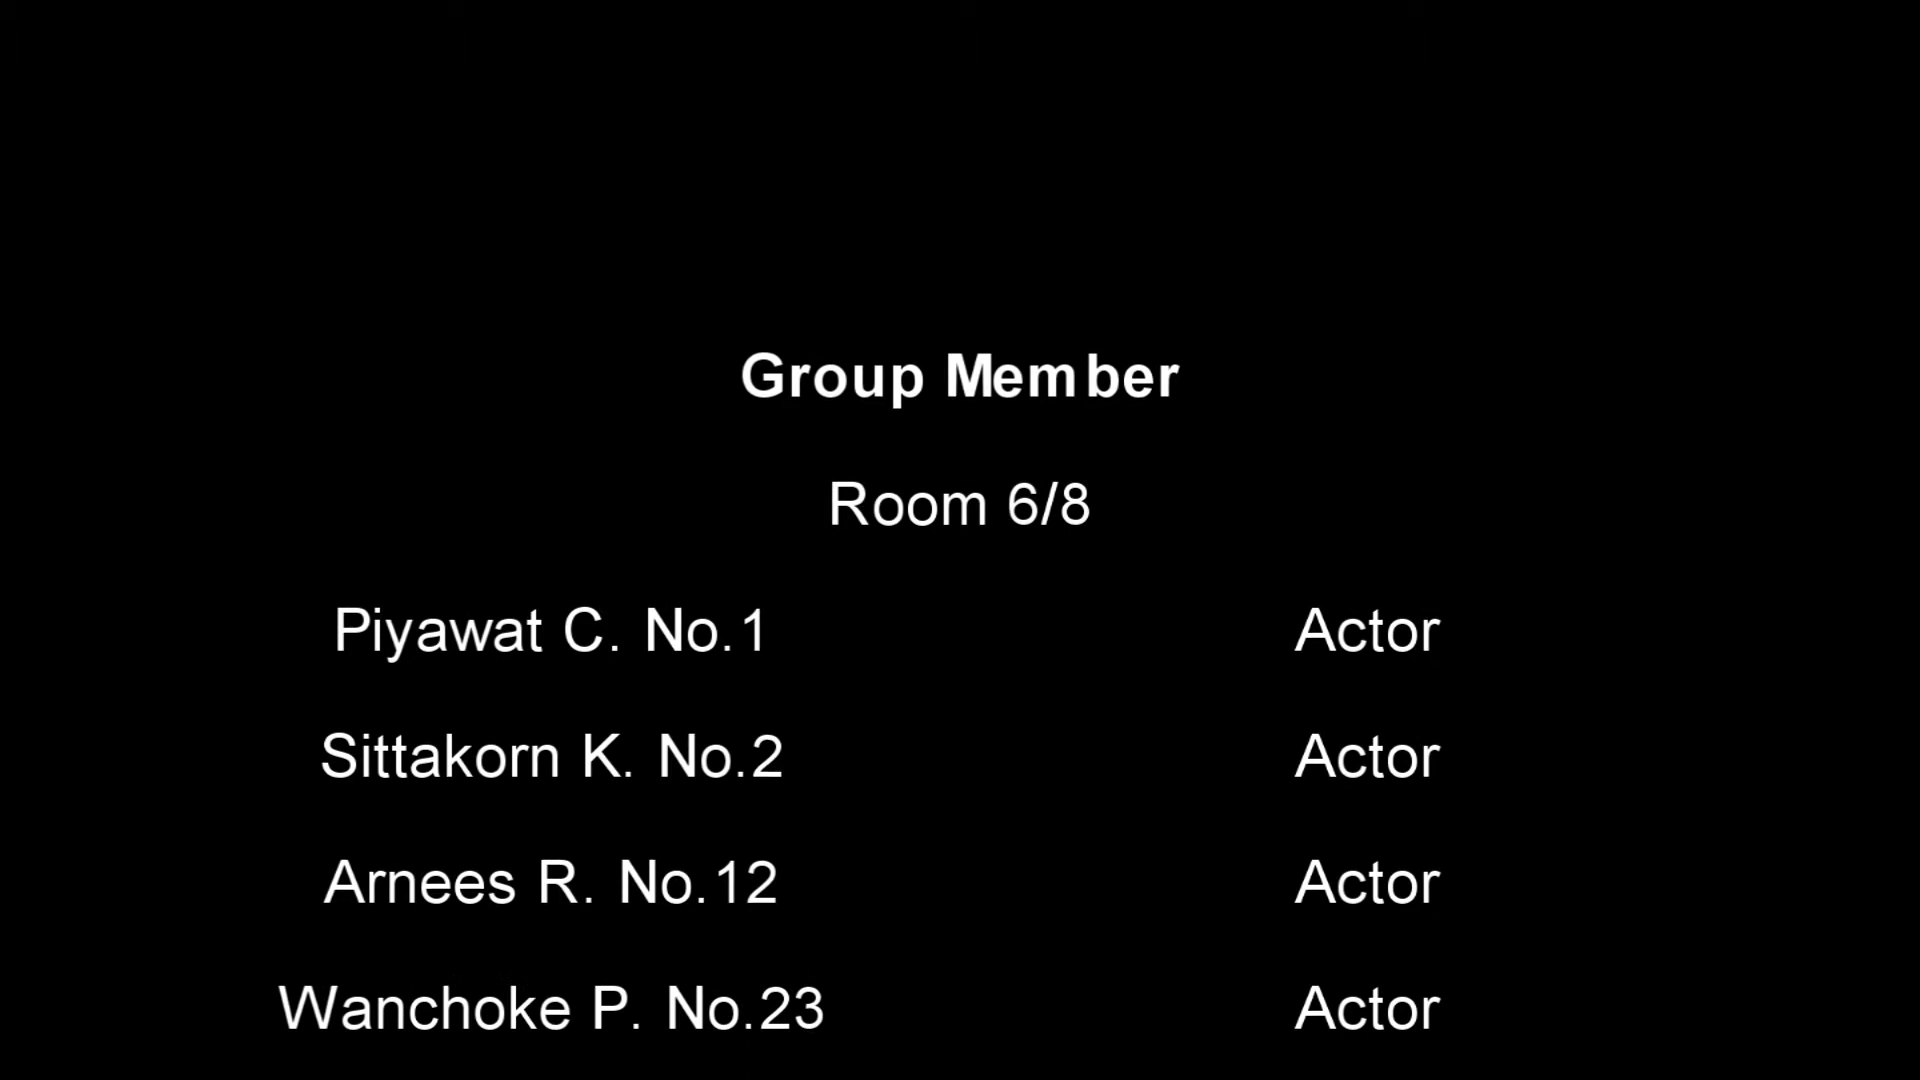 Group Member
Room 6/8
Piyawat C. No.1 Actor
Sittakorn K. No.2 Actor
Arnees R. No.12 Actor
Wanchoke P. No.23 Actor